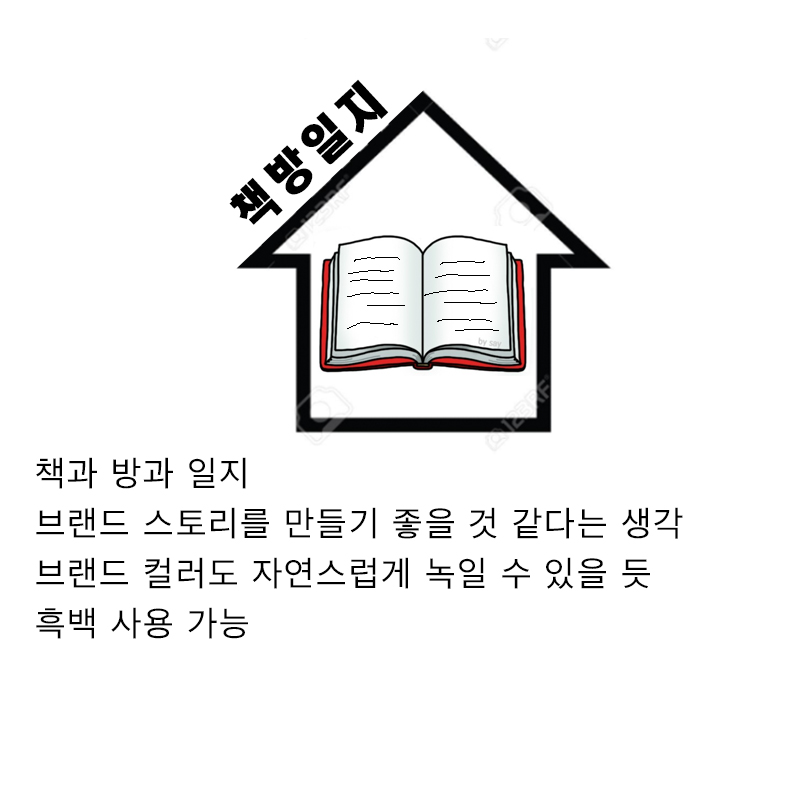 책방일지
by say
책과 방과 일지
브랜드 스토리를 만들기 좋을 것 같다는 생각
브랜드 컬러도 자연스럽게 녹일 수 있을 듯
흑백 사용 가능